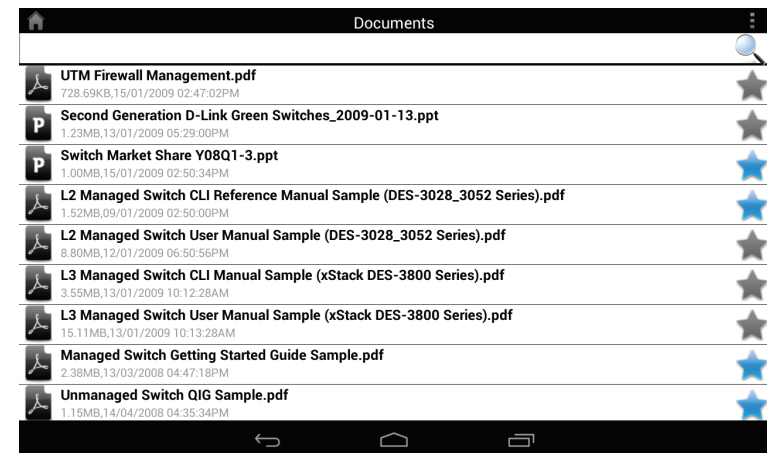 Documents
UTM Firewall Management.pdf
728.69KB,15/01/2009 02:47:02PM
P
Second Generation D-Link Green Switches_2009-01-13.ppt
1.23MB,13/01/2009 05:29:00PM
P
Switch Market Share Y08Q1-3.ppt
1.00MB,15/01/2009 02:50:34PM
L2 Managed Switch CLI Reference Manual Sample (DES-3028_3052 Series).pdf
1.52MB,09/01/2009 02:50:00PM
L2 Managed Switch User Manual Sample (DES-3028_3052 Series).pdf
8.80MB,12/01/2009 06:50:56PM
L3 Managed Switch CLI Manual Sample (xStack DES-3800 Series).pdf
3.55MB,13/01/2009 10:12:28AM
L3 Managed Switch User Manual Sample (xStack DES-3800 Series).pdf
15.11MB,13/01/2009 10:13:28AM
Managed Switch Getting Started Guide Sample.pdf
2.38MB,13/03/2008 04:47:18PM
Unmanaged Switch QIG Sample.pdf
1.15MB,14/04/2008 04:35:34PM